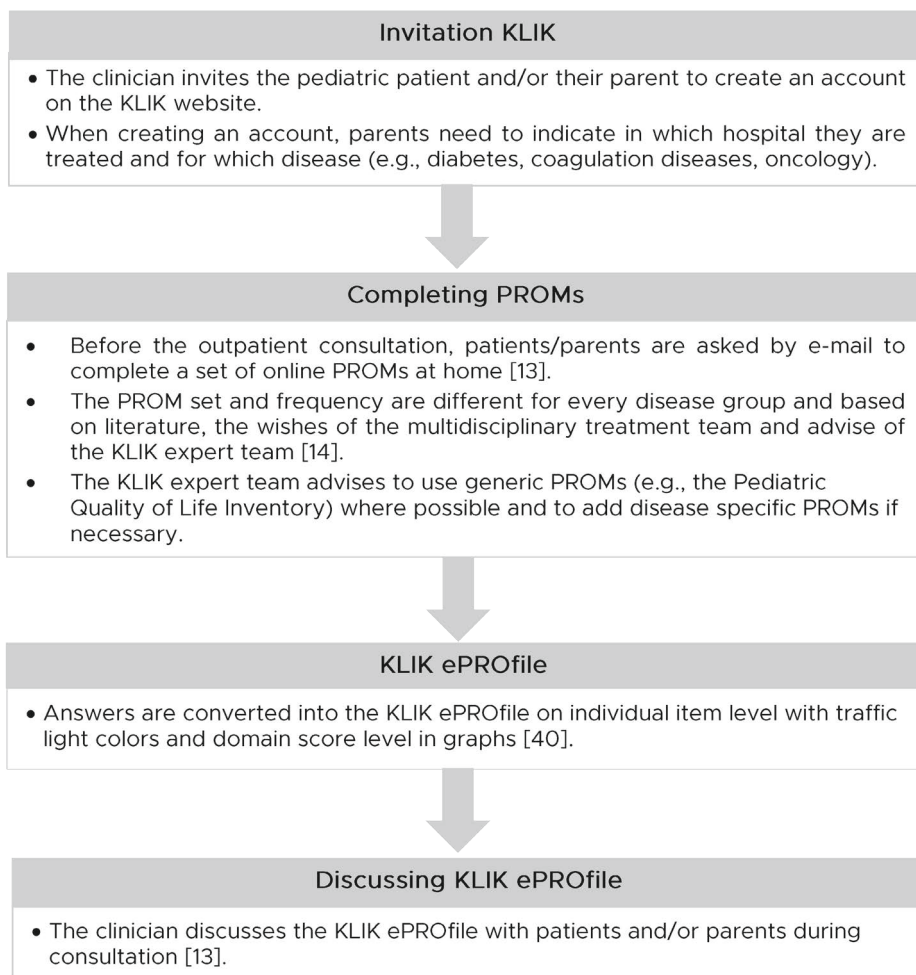 Invitation KLIK
• The clinician invites the pediatric patient and/or their parent to create an account
on the KLIK website.
• When creating an account, parents need to indicate in which hospital they are
treated and for which disease (e.g., diabetes, coagulation diseases, oncology).
Completing PROMs
• Before the outpatient consultation, patients/parents are asked by e-mail to
complete a set of online PROMs at home [13].
• The PROM set and frequency are different for every disease group and based
on literature, the wishes of the multidisciplinary treatment team and advise of
the KLIK expert team [14].
• The KLIK expert team advises to use generic PROMs (e.g., the Pediatric
Quality of Life Inventory) where possible and to add disease specific PROMs if
necessary.
KLIK ePROfile
• Answers are converted into the KLIK ePROfile on individual item level with traffic
light colors and domain score level in graphs [40].
Discussing KLIK ePROfile
• The clinician discusses the KLIK ePROfile with patients and/or parents during
consultation [13].